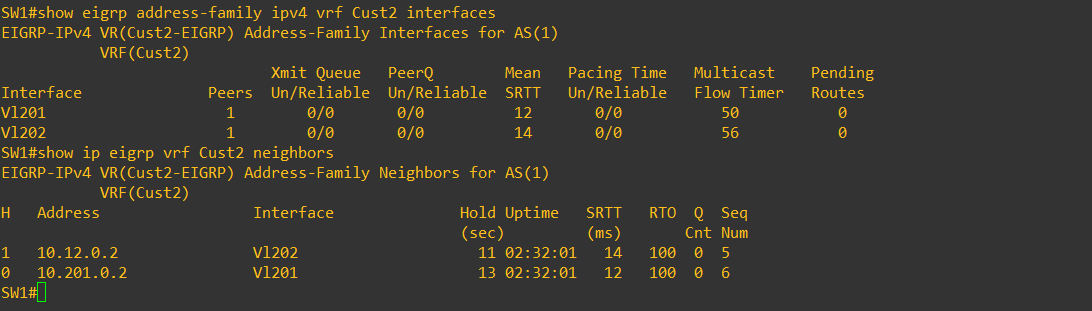 SW1#show eigrp address-family ipv4 vrf Cust2 interfaces
EIGRP-IPv4 VR(Cust2-EIGRP) Address-Family Interfaces for AS(1)
           VRF(Cust2)
                              Xmit Queue   PeerQ        Mean   Pacing Time   Multicast    Pending
Interface              Peers  Un/Reliable  Un/Reliable  SRTT   Un/Reliable   Flow Timer   Routes
Vl201                    1        0/0       0/0          12       0/0           50           0
Vl202                    1        0/0       0/0          14       0/0           56           0
SW1#show ip eigrp vrf Cust2 neighbors
EIGRP-IPv4 VR(Cust2-EIGRP) Address-Family Neighbors for AS(1)
           VRF(Cust2)
H   Address                 Interface              Hold Uptime   SRTT   RTO  Q  Seq
                                                   (sec)         (ms)       Cnt Num
1   10.12.0.2               Vl202                    11 02:32:01   14   100  0  5
0   10.201.0.2              Vl201                    13 02:32:01   12   100  0  6
SW1#